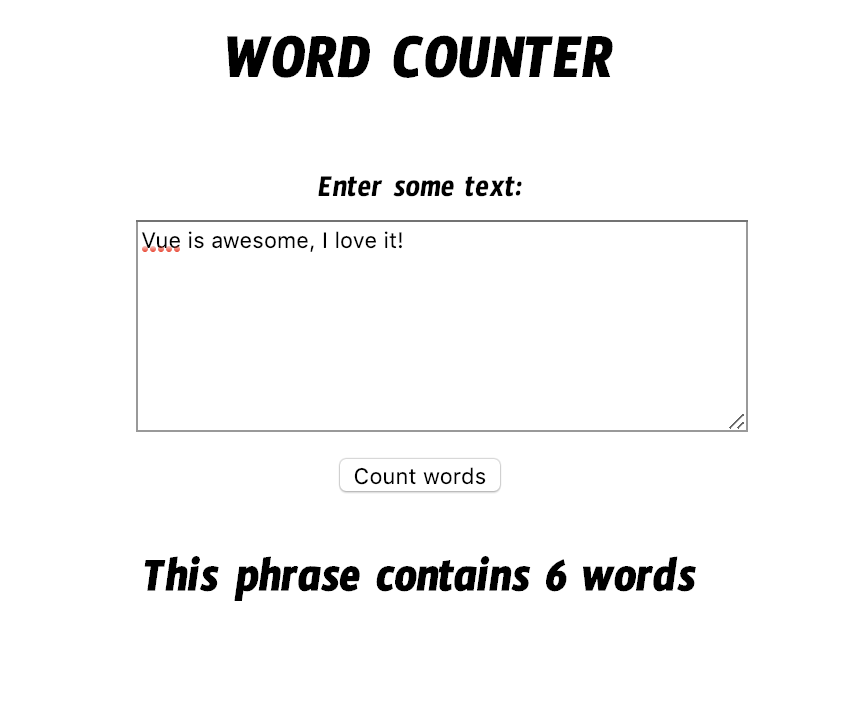 WORD COUNTER
Enter some text:
Vue is awesome, I love it!
Count words
This phrase contains 6 words